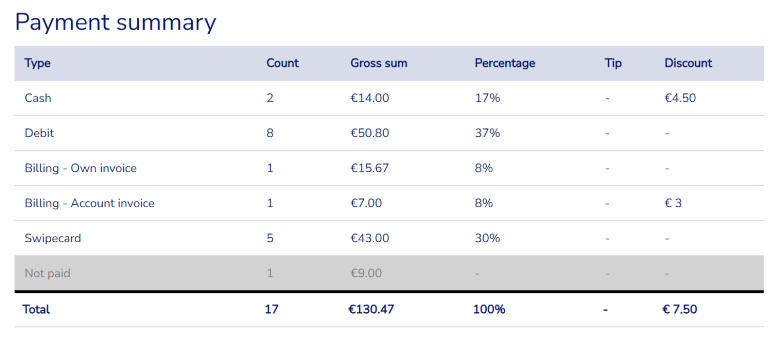 Payment summary
Type Count Gross sum Percentage Tip Discount
Cash 2 €14.00 17% - €4.50
Debit 8 €50.80 37% - -
Billing - Own invoice 1 €15.67 8% - -
Billing - Account invoice 1 €7.00 8% - € 3
Swipecard 5 €43.00 30% - -
Not paid 1 €9.00 - - -
Total 17 €130.47 100% - € 7.50